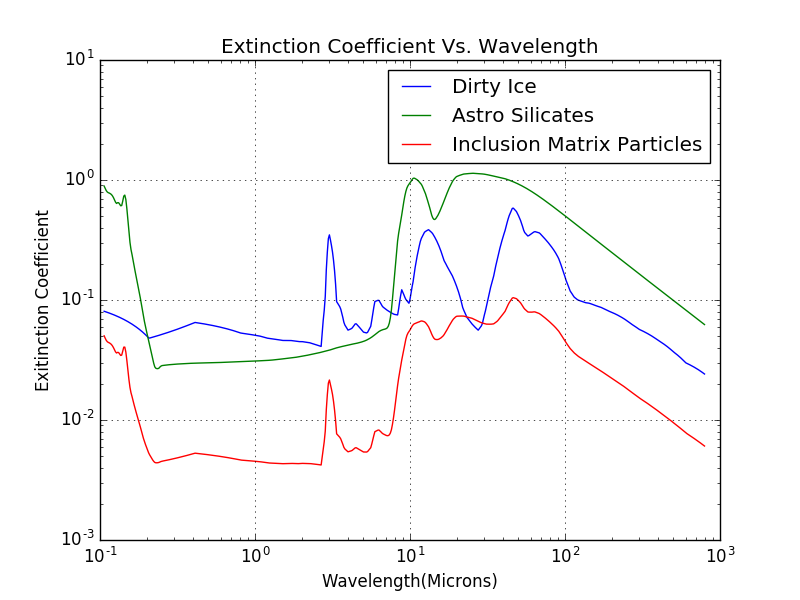 Extinction Coefficient Vs. Wavelength
10^1
10^0
10^-1
10^-2
10^-3
Exitinction Coefficient
Dirty Ice
Astro Silicates
Inclusion Matrix Particles
10^-1 10^0 10^1 10^2 10^3
Wavelength(Microns)